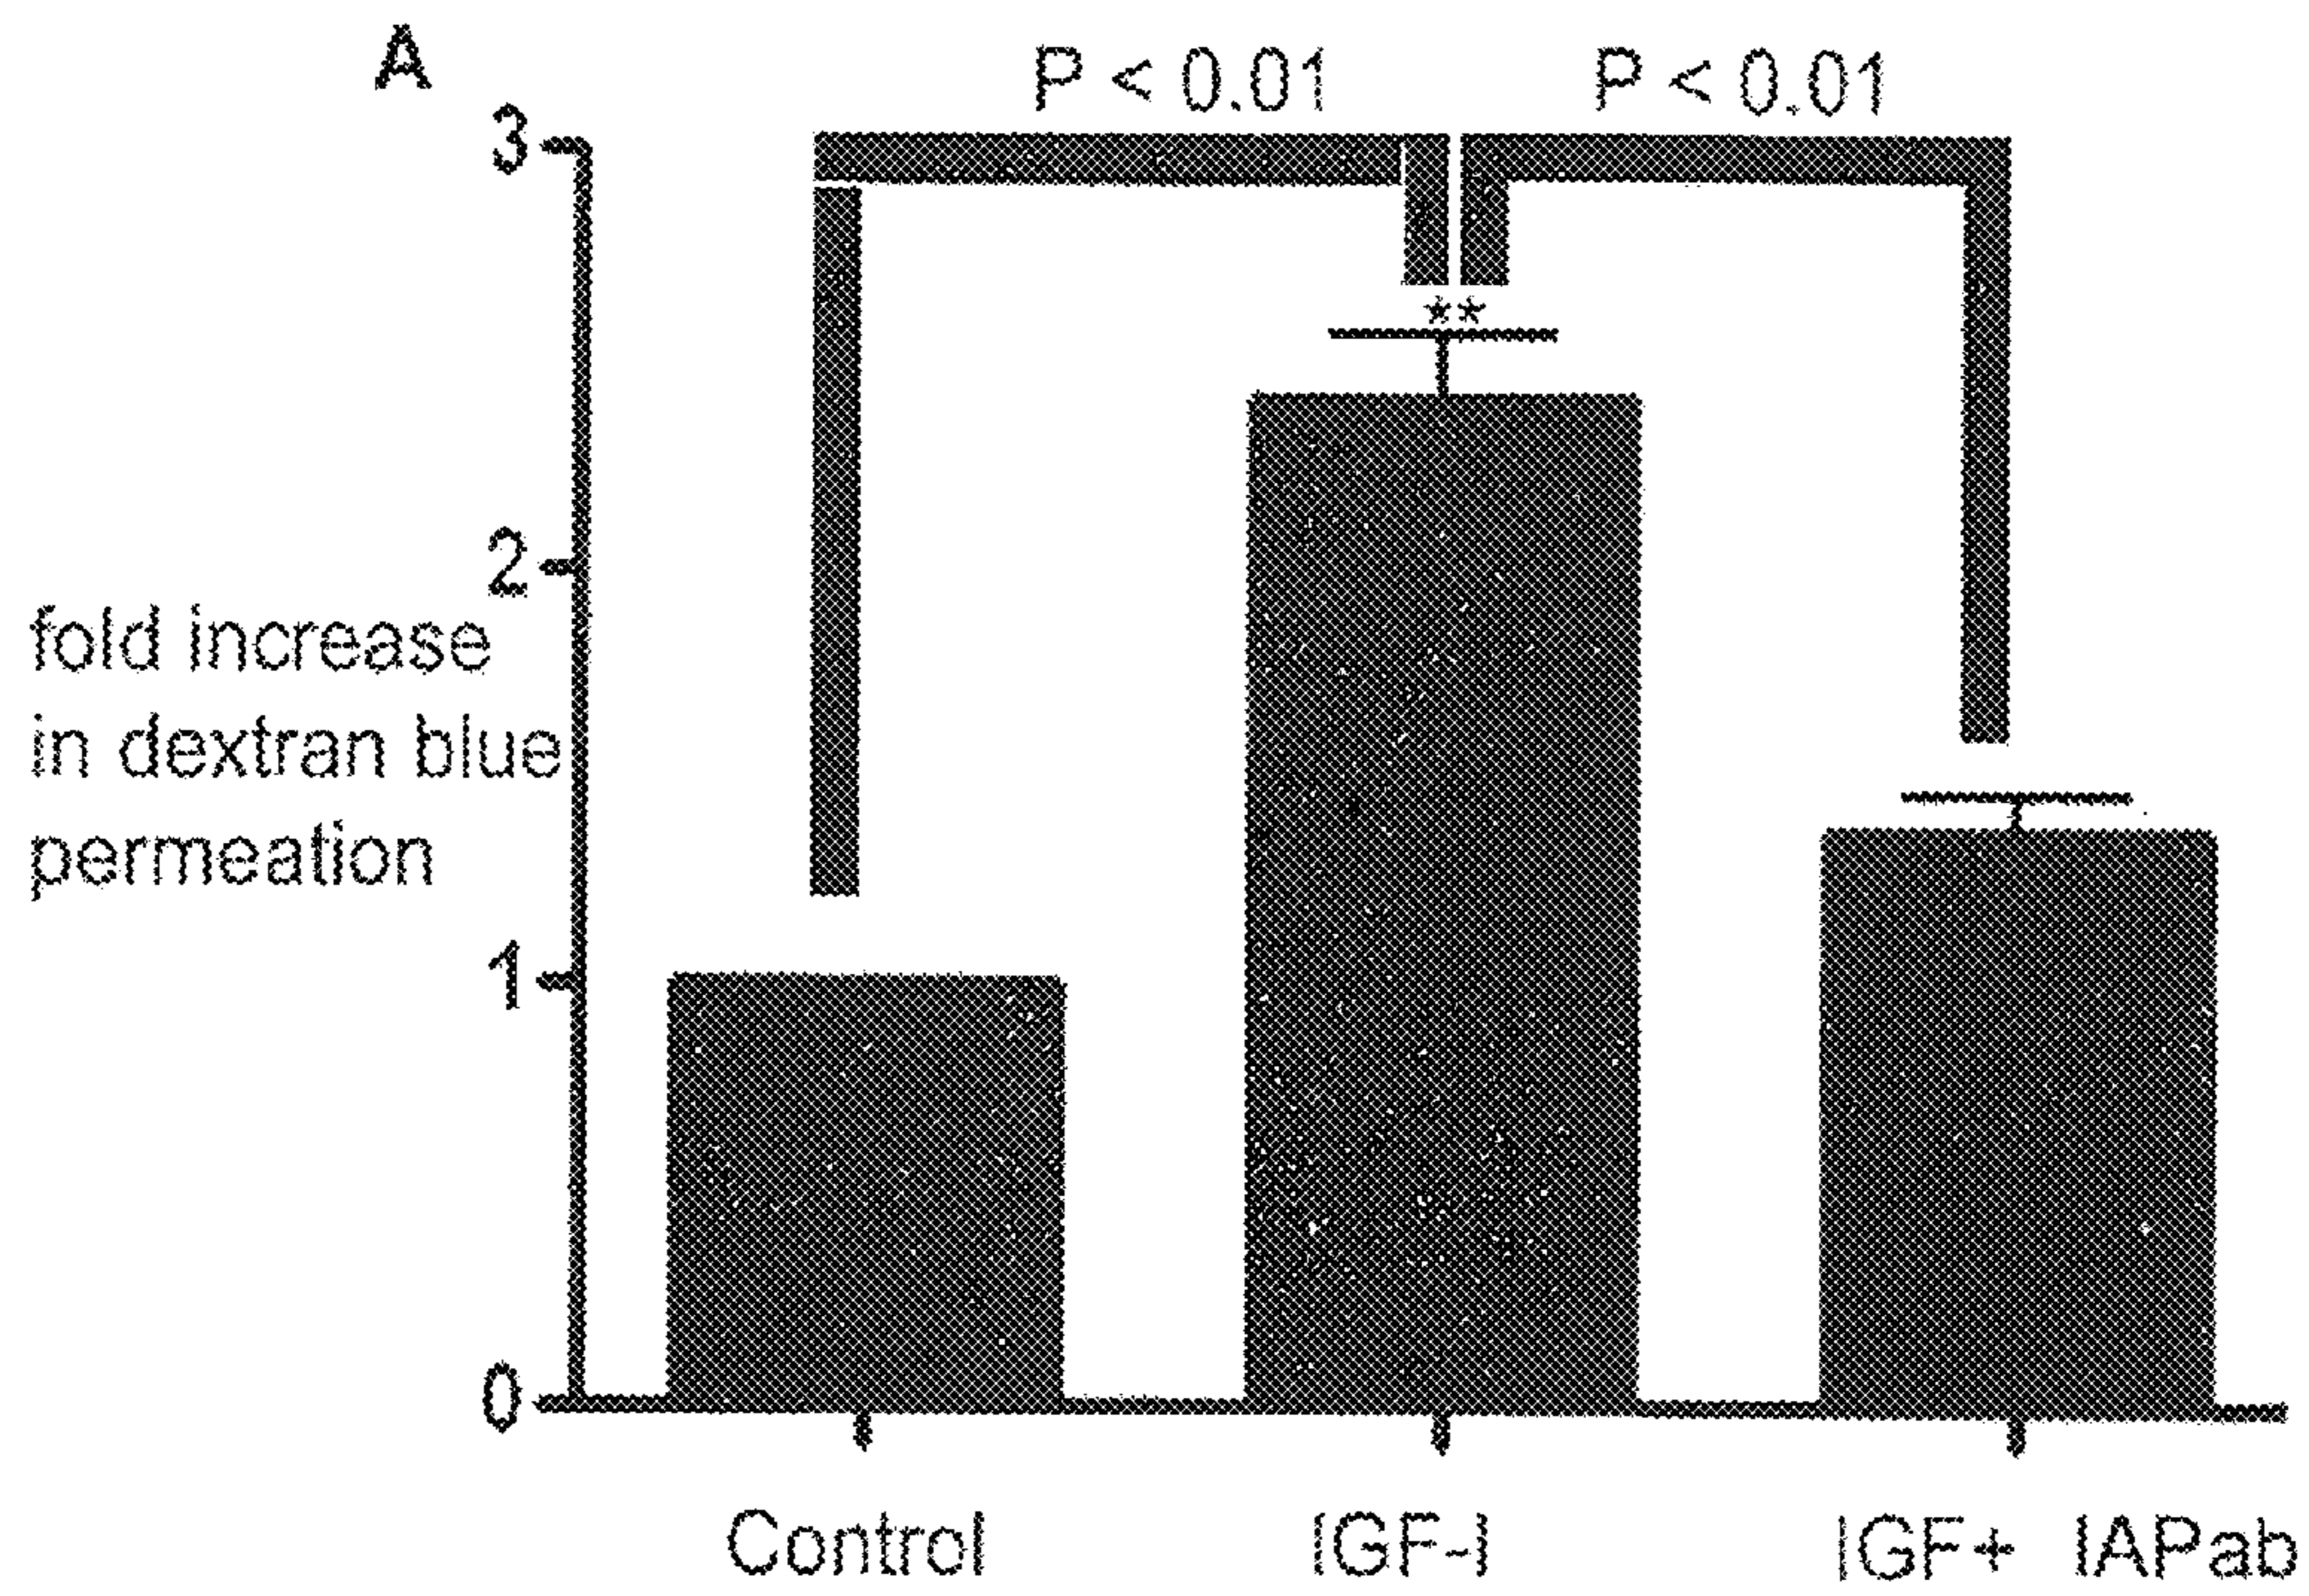 A
P < 0.01
P < 0.01
3
**
2
fold increase
in dextran blue
permeation
1
0
Control
IGF-I
IGF+ IAPab